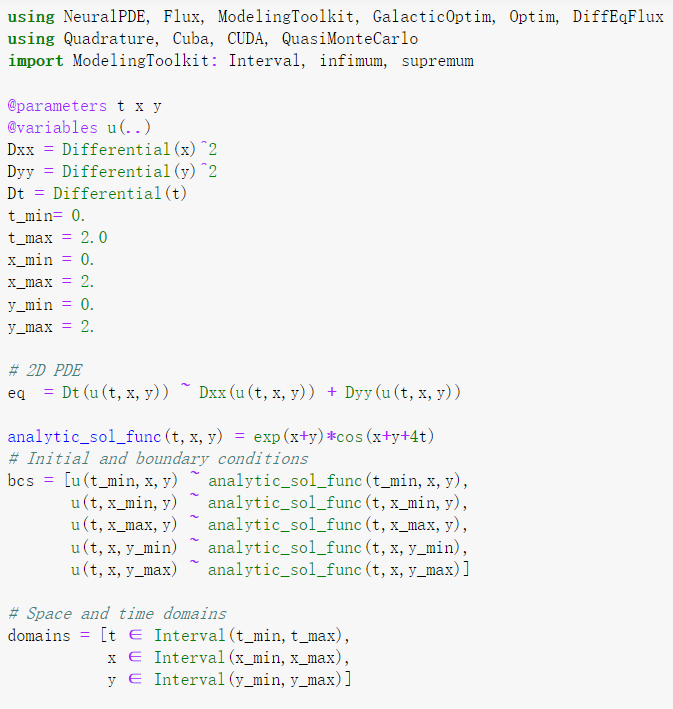 using NeuralPDE, Flux, ModelingToolkit, GalacticOptim, Optim, DiffEqFlux
using Quadrature, Cuba, CUDA, QuasiMonteCarlo
import ModelingToolkit: Interval, infimum, supremum

@parameters t x y
@variables u(..)
Dxx = Differential(x)^2
Dyy = Differential(y)^2
Dt = Differential(t)
t_min= 0.
t_max = 2.0
x_min = 0.
x_max = 2.
y_min = 0.
y_max = 2.

# 2D PDE
eq  = Dt(u(t,x,y)) ~ Dxx(u(t,x,y)) + Dyy(u(t,x,y))

analytic_sol_func(t,x,y) = exp(x+y)*cos(x+y+4t)
# Initial and boundary conditions
bcs = [u(t_min,x,y) ~ analytic_sol_func(t_min,x,y),
       u(t,x_min,y) ~ analytic_sol_func(t,x_min,y),
       u(t,x_max,y) ~ analytic_sol_func(t,x_max,y),
       u(t,x,y_min) ~ analytic_sol_func(t,x,y_min),
       u(t,x,y_max) ~ analytic_sol_func(t,x,y_max)]

# Space and time domains
domains = [t ∈ Interval(t_min,t_max),
           x ∈ Interval(x_min,x_max),
           y ∈ Interval(y_min,y_max)]